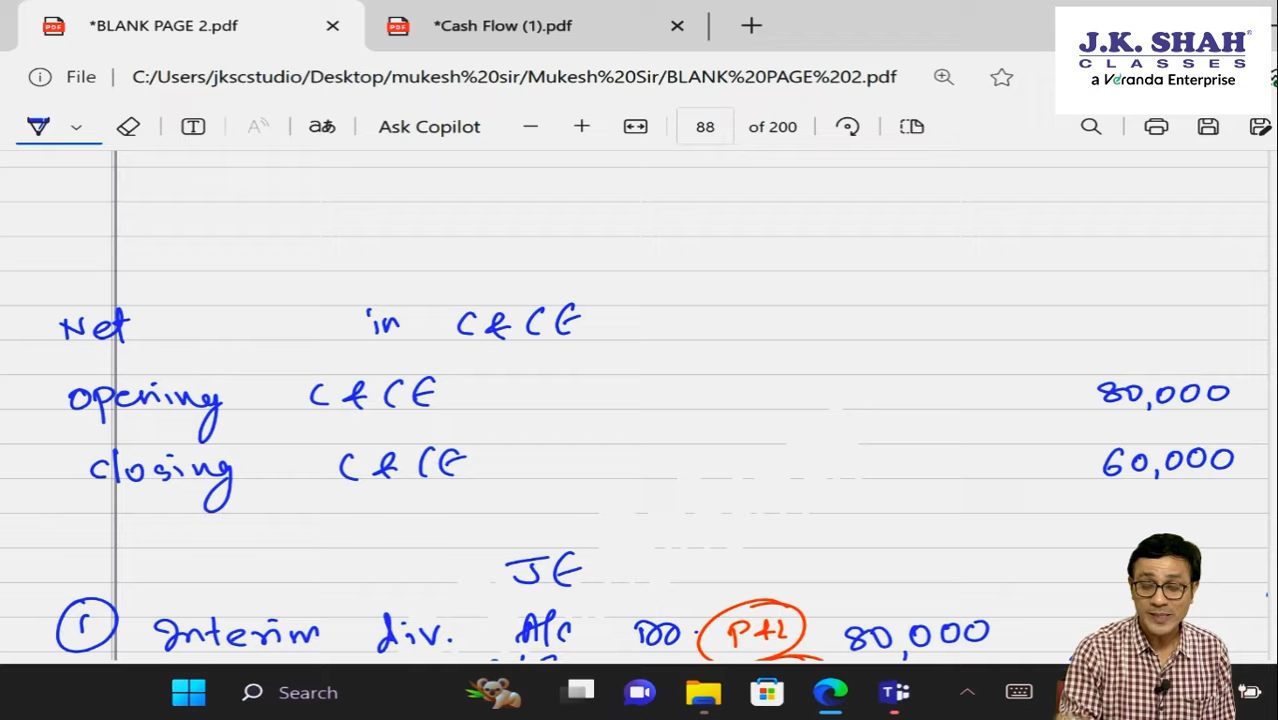 *BLANK PAGE 2.pdf
*Cash Flow (1).pdf
J.K. SHAH®
CLASSES
a Veranda Enterprise
File C:/Users/jkscstudio/Desktop/mukesh%20sir/Mukesh%20Sir/BLANK%20PAGE%202.pdf
aあ Ask Copilot 88 of 200
Net in C & CE
opening C & CE 80,000
closing C & CE 60,000
JE
1 Interim div. A/c Dr. P&L 80,000
Search